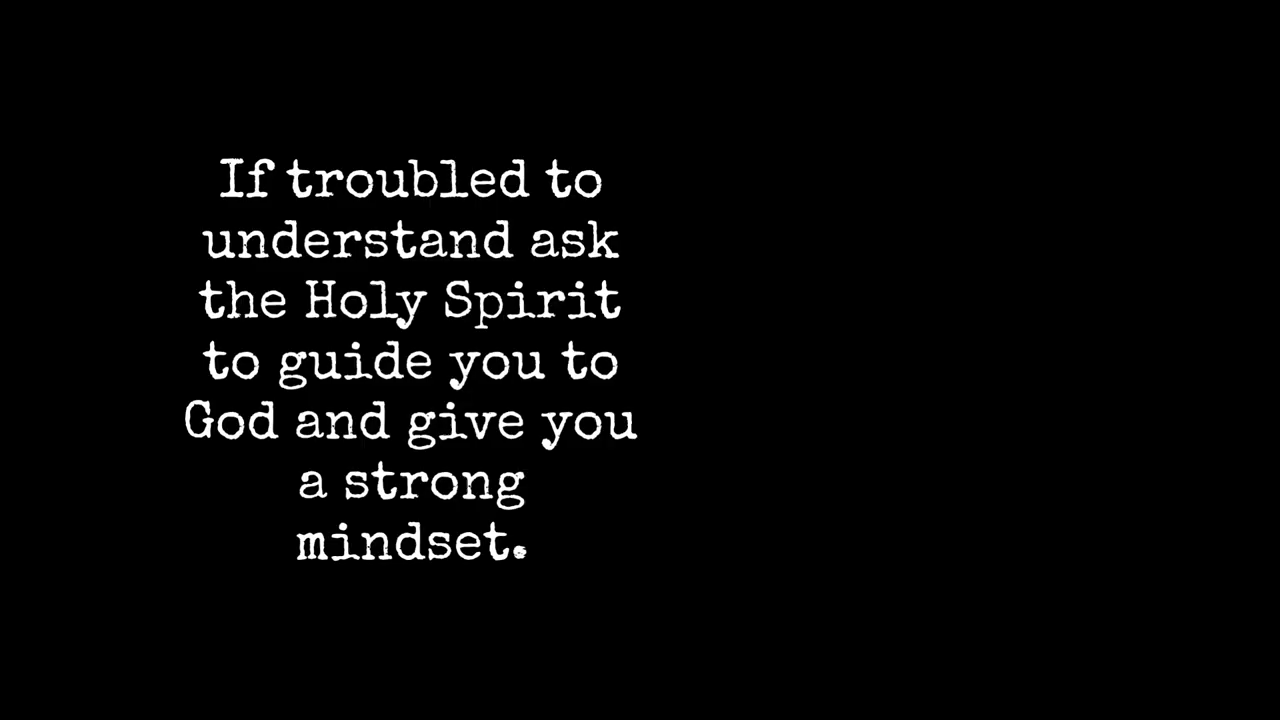 If troubled to
understand ask
the Holy Spirit
to guide you to
God and give you
a strong
mindset.